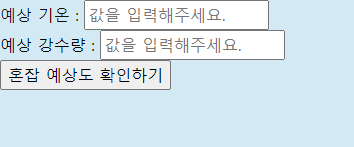 예상 기온 : 값을 입력해주세요.
예상 강수량 : 값을 입력해주세요.
혼잡 예상도 확인하기